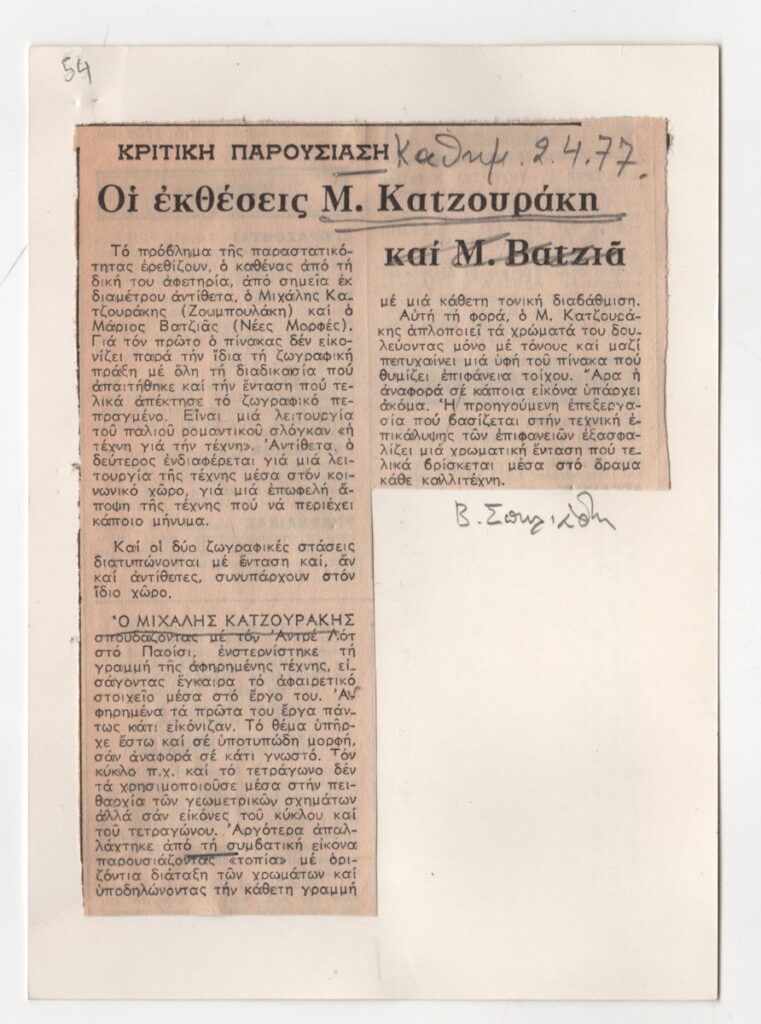 54
ΚΡΙΤΙΚΗ ΠΑΡΟΥΣΙΑΣΗ Καθημ. 2.4.77.
Οἱ ἐκθέσεις Μ. Κατζουράκη
καί Μ. Βατζιᾶ
Τό πρόβλημα τῆς παραστατικό-
τητας ἐρεθίζουν, ὁ καθένας ἀπό τή
δική του ἀφετηρία, ἀπό σημεῖα ἐκ
διαμέτρου ἀντίθετα, ὁ Μιχάλης Κα-
τζουράκης (Ζουμπουλάκη) καί ὁ
Μάριος Βατζιᾶς (Νέες Μορφές).
Γιά τόν πρῶτο ὁ πίνακας δέν εἰκο-
νίζει παρά τήν ἴδια τή ζωγραφική
πράξη μέ ὅλη τή διαδικασία πού
ἀπαιτήθηκε καί τήν ἔνταση πού τε-
λικά ἀπέκτησε τό ζωγραφικό πε-
πραγμένο. Εἶναι μιά λειτουργία
τοῦ παλιοῦ ρομαντικοῦ σλόγκαν «ἡ
τέχνη γιά τήν τέχνη». Ἀντίθετα, ὁ
δεύτερος ἐνδιαφέρεται γιά μιά λει-
τουργία τῆς τέχνης μέσα στόν κοι-
νωνικό χῶρο, γιά μιά ἐπωφελή ἄ-
ποψη τῆς τέχνης πού νά περιέχει
κάποιο μήνυμα.
Καί οἱ δύο ζωγραφικές στάσεις
διατυπώνονται μέ ἔνταση καί, ἄν
καί ἀντίθετες, συνυπάρχουν στόν
ἴδιο χῶρο.
Ὁ ΜΙΧΑΛΗΣ ΚΑΤΖΟΥΡΑΚΗΣ
σπουδάζοντας μέ τόν Ἀντρέ Λότ
στό Παρίσι, ἐνστερνίστηκε τή
γραμμή τῆς ἀφηρημένης τέχνης, εἰ-
σάγοντας ἔγκαιρα τό ἀφαιρετικό
στοιχεῖο μέσα στό ἔργο του. Ἀ-
φηρημένα τά πρῶτα του ἔργα πάν-
τως κάτι εἰκόνιζαν. Τό θέμα ὑπῆρ-
χε ἔστω καί σέ ὑποτυπώδη μορφή,
σάν ἀναφορά σέ κάτι γνωστό. Τόν
κύκλο π.χ. καί τό τετράγωνο δέν
τά χρησιμοποιοῦσε μέσα στήν πει-
θαρχία τῶν γεωμετρικῶν σχημάτων
ἀλλά σάν εἰκόνες τοῦ κύκλου καί
τοῦ τετραγώνου. Ἀργότερα ἀπαλ-
λάχτηκε ἀπό τή συμβατική εἰκόνα
παρουσιάζοντας «τοπία» μέ ὁρι-
ζόντια διάταξη τῶν χρωμάτων καί
ὑποδηλώνοντας τήν κάθετη γραμμή
μέ μιά κάθετη τονική διαβάθμιση.
Αὐτή τή φορά, ὁ Μ. Κατζουρά-
κης ἁπλοποιεῖ τά χρώματά του δου-
λεύοντας μόνο μέ τόνους καί μαζί
πετυχαίνει μιά ὑφή τοῦ πίνακα πού
θυμίζει ἐπιφάνεια τοίχου. Ἄρα ἡ
ἀναφορά σέ κάποια εἰκόνα ὑπάρχει
ἀκόμα. Ἡ προηγούμενη ἐπεξεργα-
σία πού βασίζεται στήν τεχνική ἐ-
πικάλυψης τῶν ἐπιφανειῶν ἐξασφα-
λίζει μιά χρωματική ἔνταση πού τε-
λικά βρίσκεται μέσα στό ὅραμα
κάθε καλλιτέχνη.
Β.